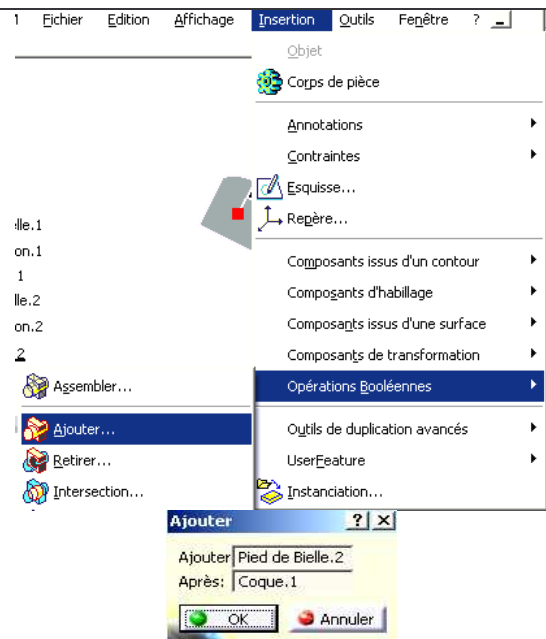 Fichier Edition Affichage Insertion Outils Fenêtre ?
Objet
Corps de pièce
Annotations
Contraintes
Esquisse...
Repère...
lle.1
on.1
1
lle.2
on.2
2
Composants issus d'un contour
Composants d'habillage
Composants issus d'une surface
Composants de transformation
Opérations Booléennes
Assembler...
Ajouter...
Retirer...
Intersection...
Outils de duplication avancés
UserFeature
Instanciation...
Ajouter ? ×
Ajouter Pied de Bielle.2
Après: Coque.1
OK Annuler